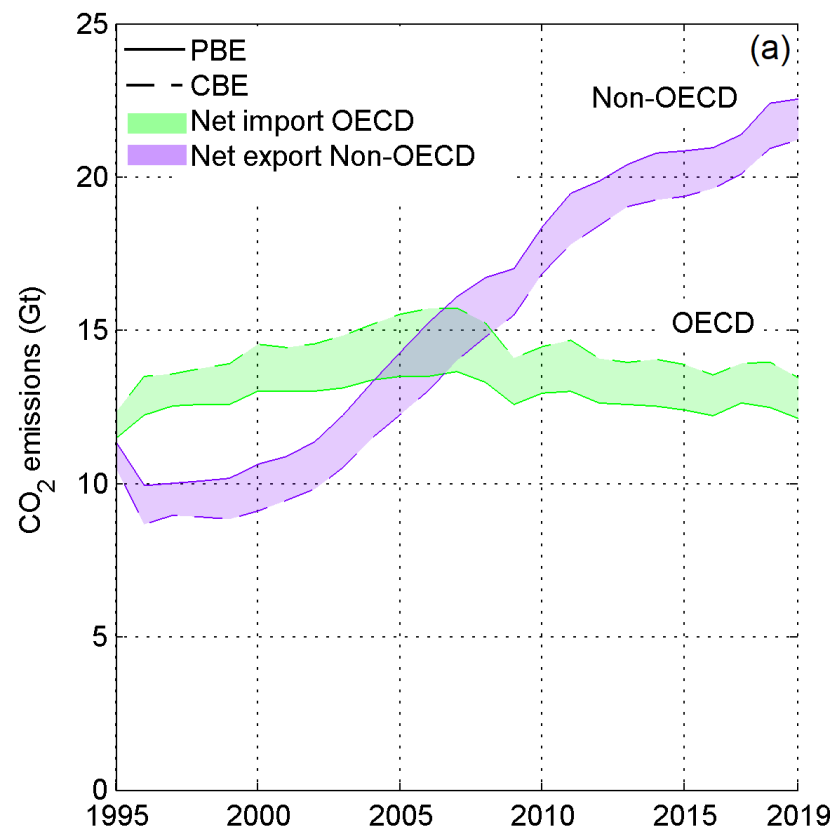 25
(a)
PBE
CBE
Non-OECD
Net import OECD
Net export Non-OECD
20
CO2 emissions (Gt)
15
OECD
10
5
0
1995 2000 2005 2010 2015 2019